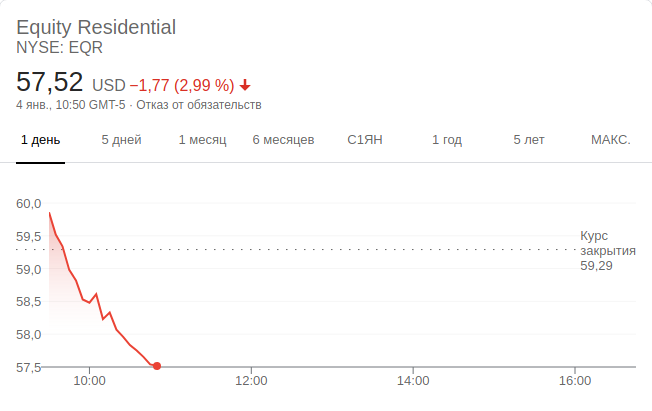 Equity Residential
NYSE: EQR
57,52 USD −1,77 (2,99 %)
4 янв., 10:50 GMT-5 · Отказ от обязательств
1 день 5 дней 1 месяц 6 месяцев С1ЯН 1 год 5 лет МАКС.
60,0
59,5
59,0
58,5
58,0
57,5
Курс
закрытия
59,29
10:00 12:00 14:00 16:00